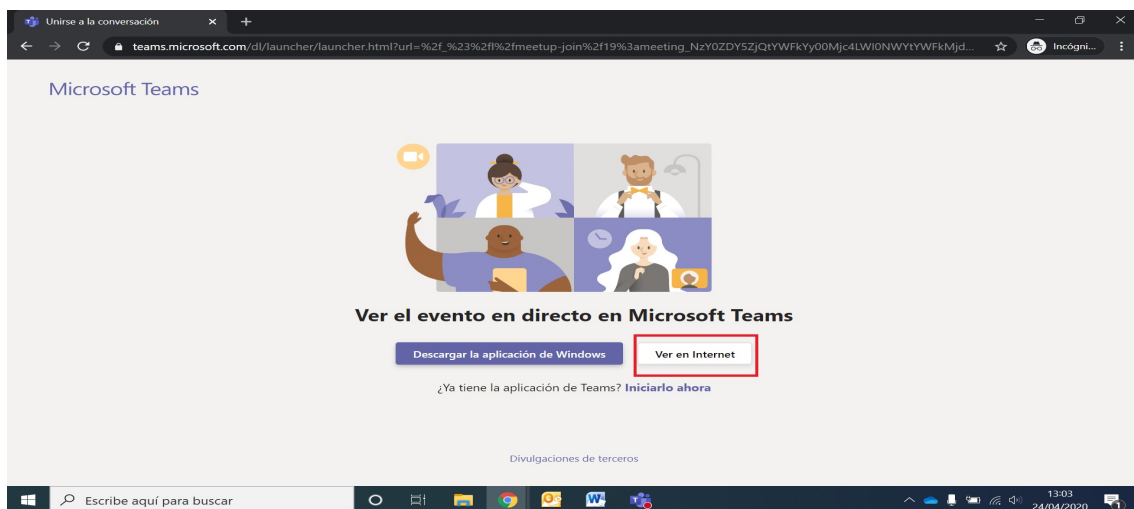 Unirse a la conversación
teams.microsoft.com/dl/launcher/launcher.html?url=%2f_%23%2fl%2fmeetup-join%2f19%3ameeting_NzY0ZDY5ZjQtYWFkYy00Mjc4LWI0NWYtYWFkMjd...
Incógni...
Microsoft Teams
Ver el evento en directo en Microsoft Teams
Descargar la aplicación de Windows
Ver en Internet
¿Ya tiene la aplicación de Teams? Iniciarlo ahora
Divulgaciones de terceros
Escribe aquí para buscar
13:03
24/04/2020